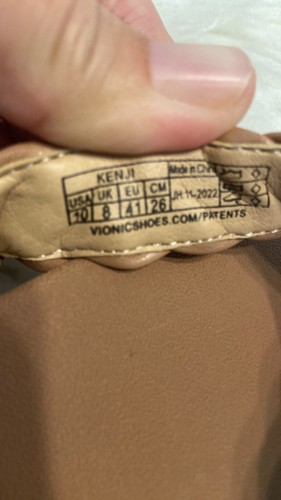 KENJI Made in China
USA UK EU CM JH.11-2022
10 8 41 26
VIONICSHOES.COM/PATENTS